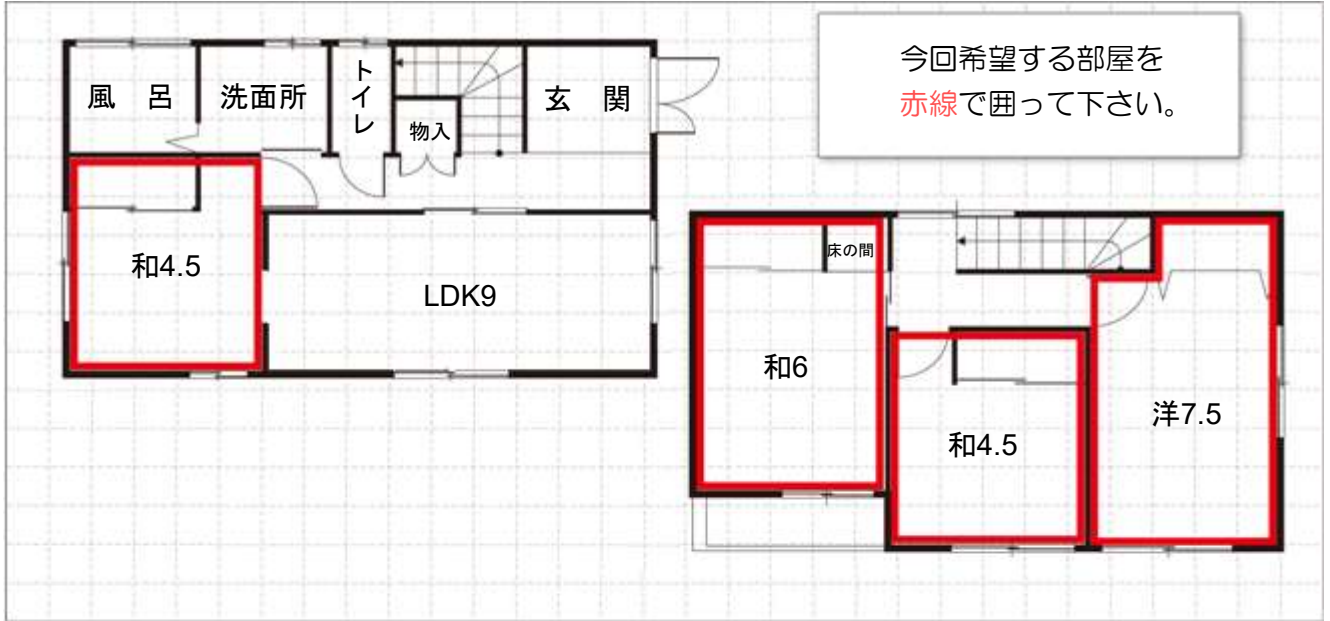 今回希望する部屋を
赤線で囲って下さい。
風 呂
洗面所
トイレ
物入
玄 関
和4.5
LDK9
床の間
和6
和4.5
洋7.5